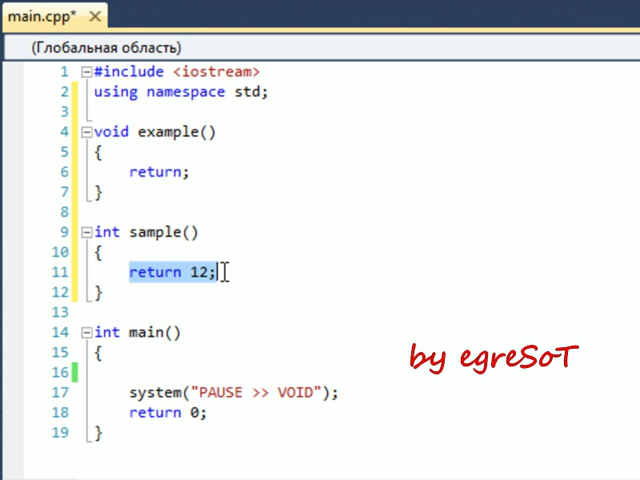 main.cpp*
(Глобальная область)
1 #include <iostream>
2 using namespace std;
3
4 void example()
5 {
6 return;
7 }
8
9 int sample()
10 {
11 return 12;
12 }
13
14 int main()
15 {
16
17 system("PAUSE >> VOID");
18 return 0;
19 }
by egreSoT